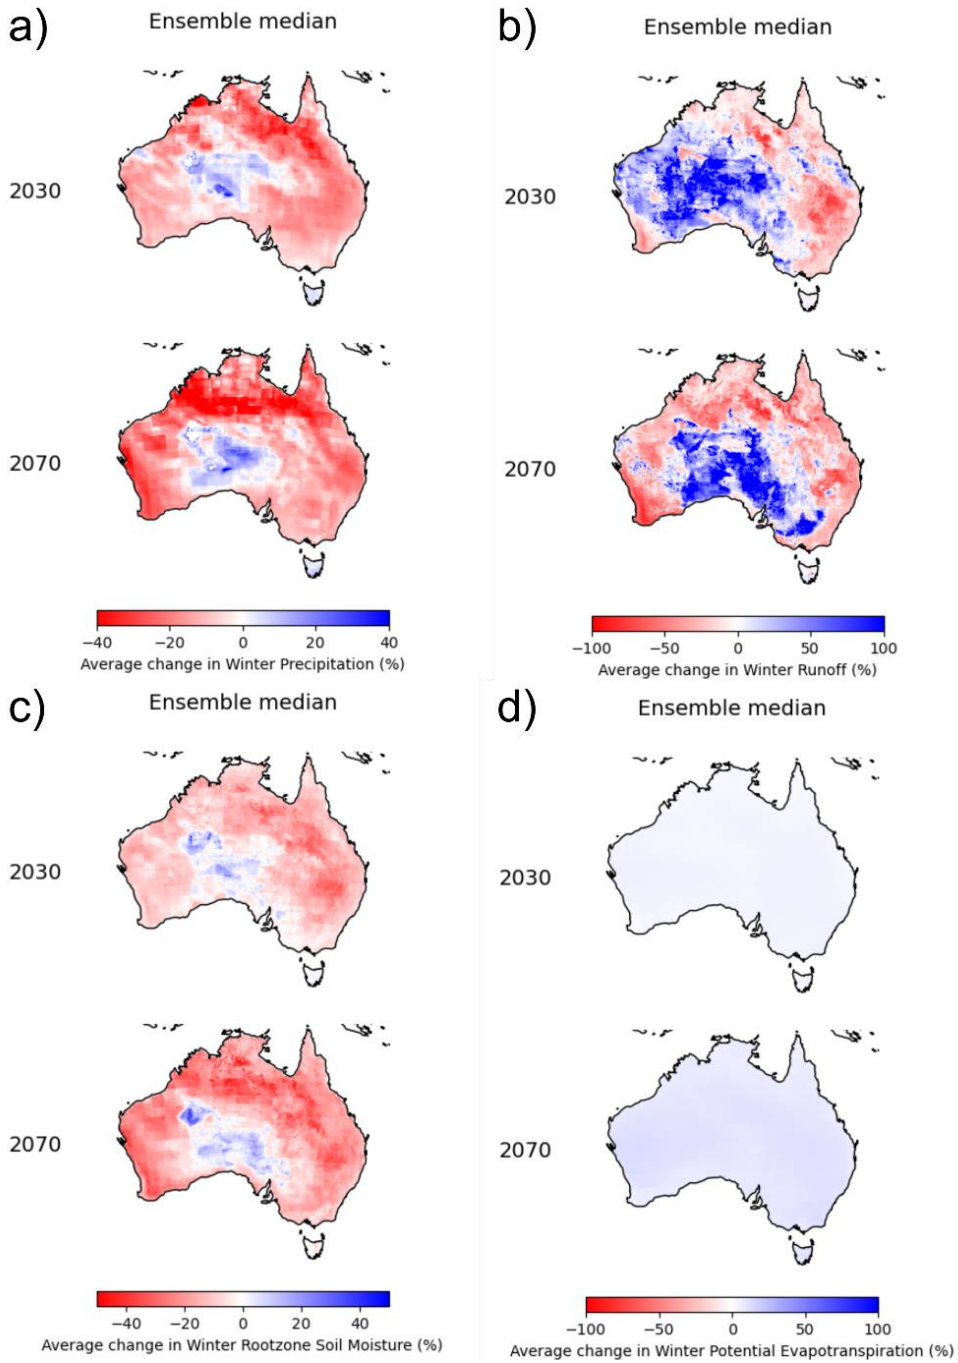 a)
Ensemble median
2030
2070
−40 −20 0 20 40
Average change in Winter Precipitation (%)
b)
Ensemble median
2030
2070
−100 −50 0 50 100
Average change in Winter Runoff (%)
c)
Ensemble median
2030
2070
−40 −20 0 20 40
Average change in Winter Rootzone Soil Moisture (%)
d)
Ensemble median
2030
2070
−100 −50 0 50 100
Average change in Winter Potential Evapotranspiration (%)